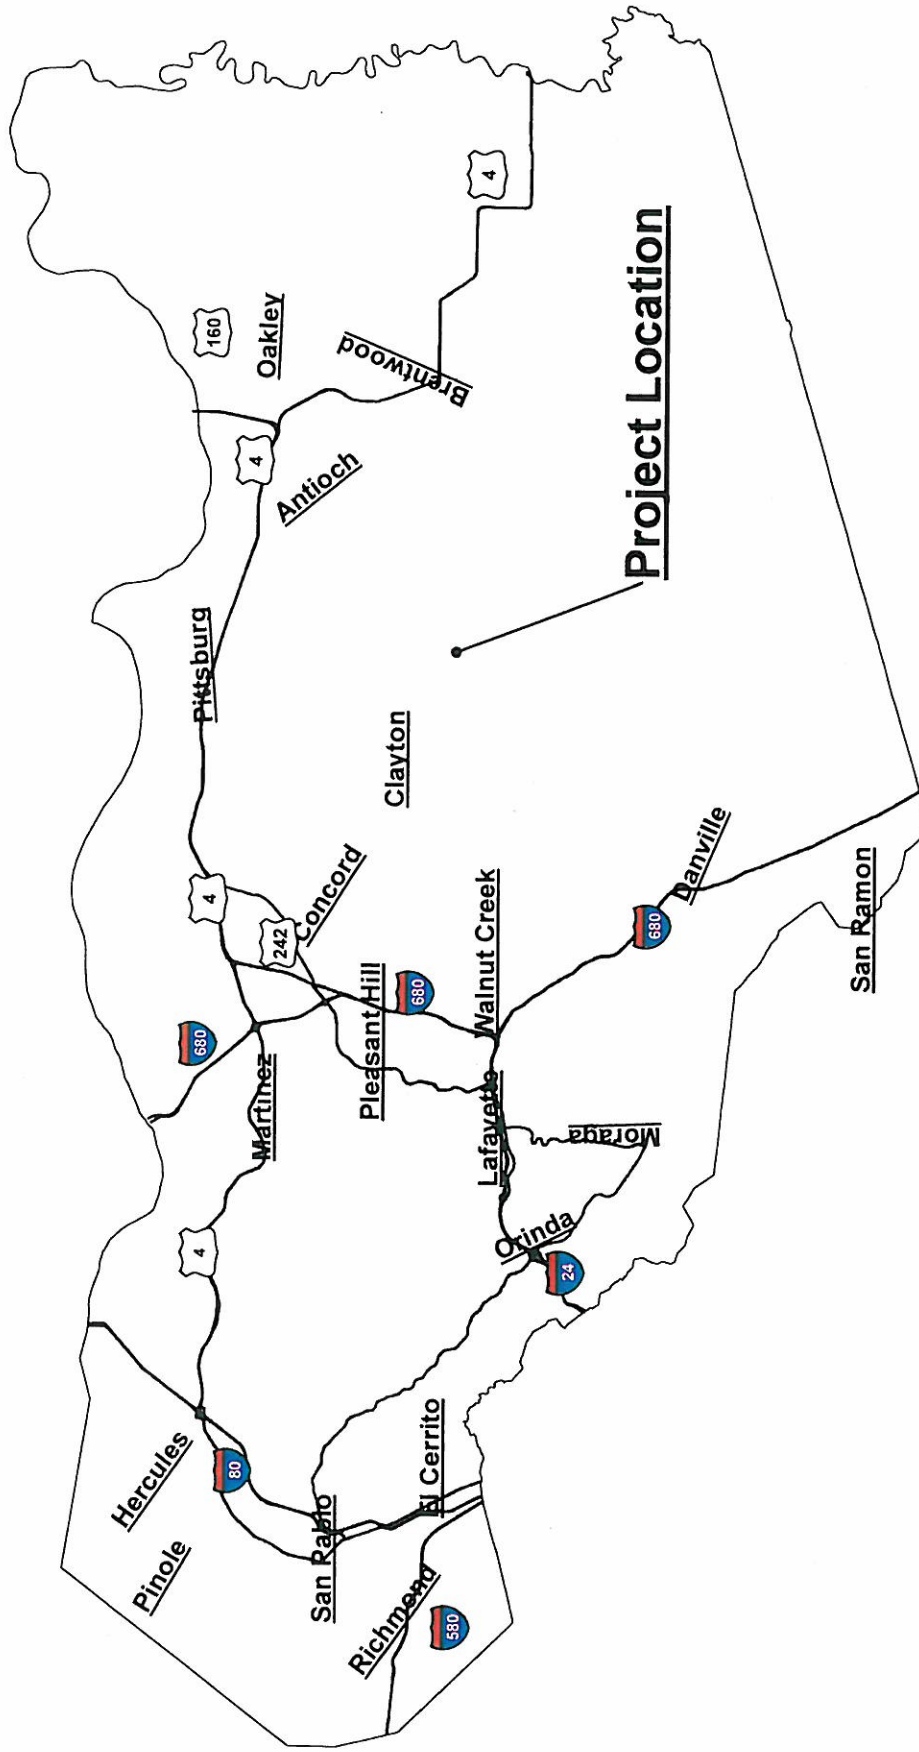 Hercules
Pinole
80
San Pablo
El Cerrito
Richmond
580
4
Martinez
680
Pleasant Hill
680
242
Concord
4
Orinda
24
Lafayette
Moraga
Walnut Creek
680
Danville
San Ramon
Clayton
Pittsburg
Antioch
4
160
Oakley
Brentwood
4
Project Location